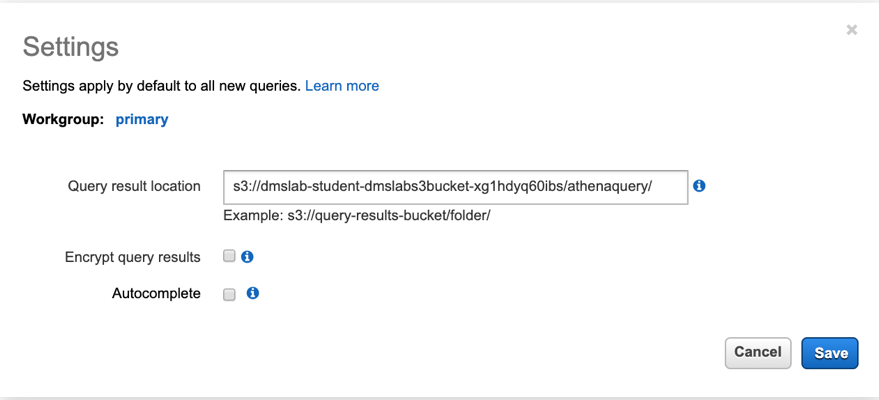 Settings
Settings apply by default to all new queries. Learn more
Workgroup: primary
Query result location s3://dmslab-student-dmslabs3bucket-xg1hdyq60ibs/athenaquery/
Example: s3://query-results-bucket/folder/
Encrypt query results
Autocomplete
Cancel Save